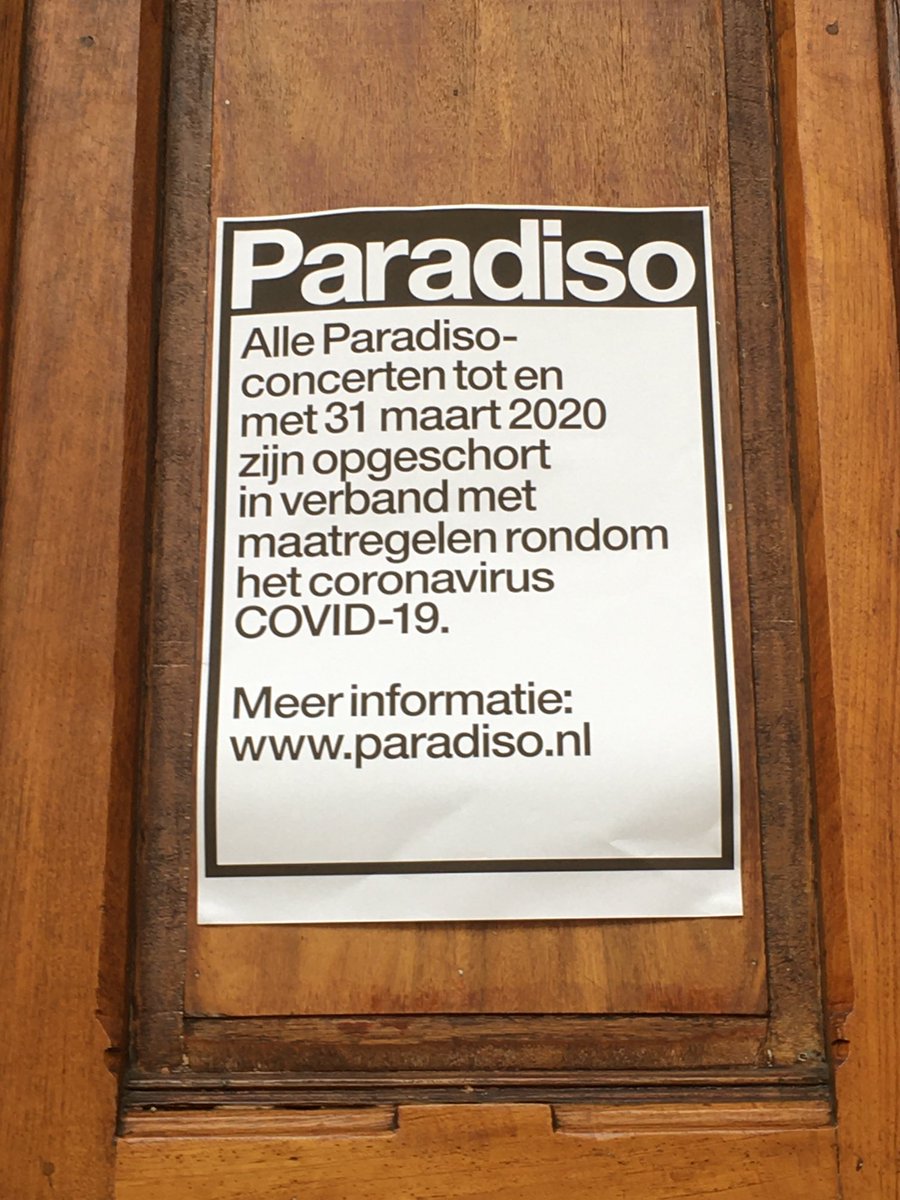 Paradiso
Alle Paradiso-
concerten tot en
met 31 maart 2020
zijn opgeschort
in verband met
maatregelen rondom
het coronavirus
COVID-19.
Meer informatie:
www.paradiso.nl